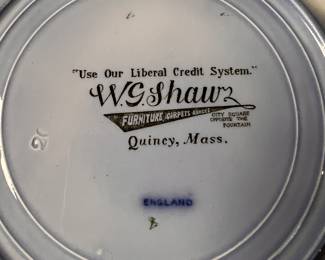 "Use Our Liberal Credit System."
W.G. Shaw
FURNITURE, CARPETS RANGES
CITY SQUARE
OPPOSITE THE
FOUNTAIN
Quincy, Mass.
ENGLAND